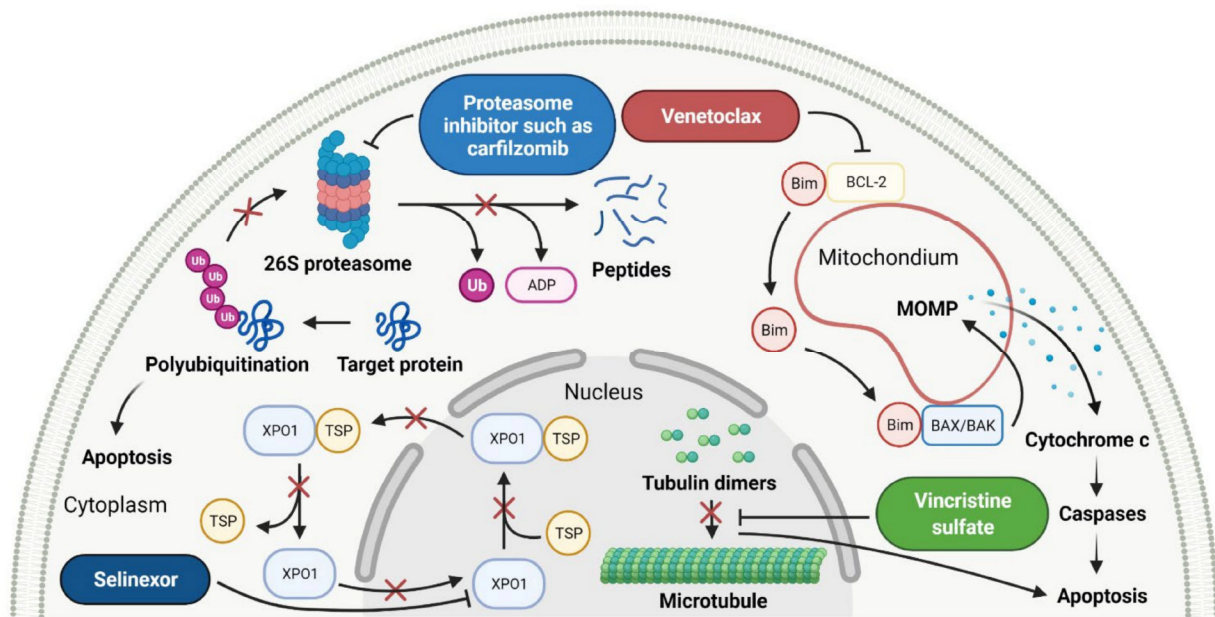 Proteasome
inhibitor such as
carfilzomib
Venetoclax
Bim
BCL-2
26S proteasome
Ub
ADP
Peptides
Ub
Ub
Ub
Ub
Polyubiquitination
Target protein
Mitochondium
MOMP
Bim
Bim
BAX/BAK
Cytochrome c
Caspases
Apoptosis
Apoptosis
Cytoplasm
XPO1
TSP
TSP
XPO1
Selinexor
Nucleus
XPO1
TSP
TSP
XPO1
Tubulin dimers
Microtubule
Vincristine
sulfate